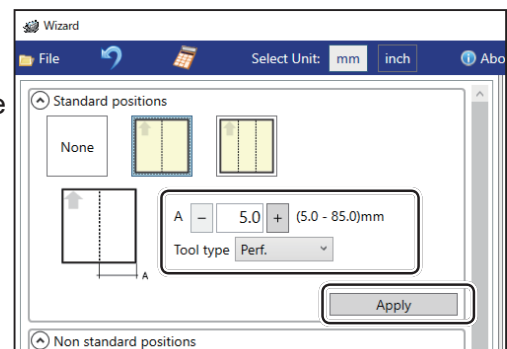 Wizard
File Select Unit: mm inch Abo
e
Standard positions
None
A − 5.0 + (5.0 - 85.0)mm
Tool type Perf.
A
Apply
Non standard positions